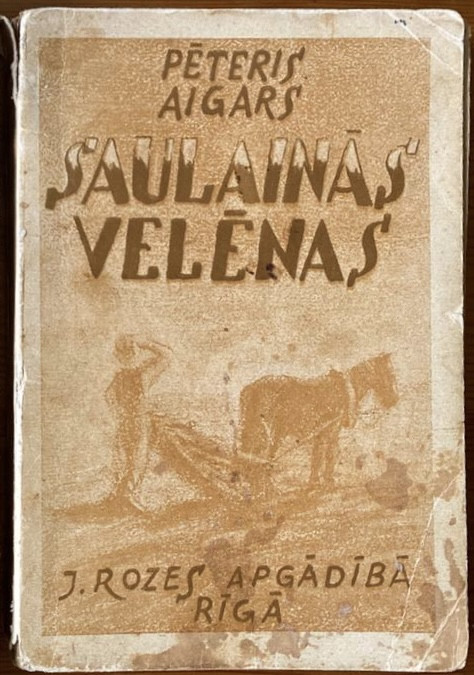 PĒTERIS
AIGARS
SAULAINĀS
VELĒNAS
J. ROZES APGĀDĪBĀ
RĪGĀ